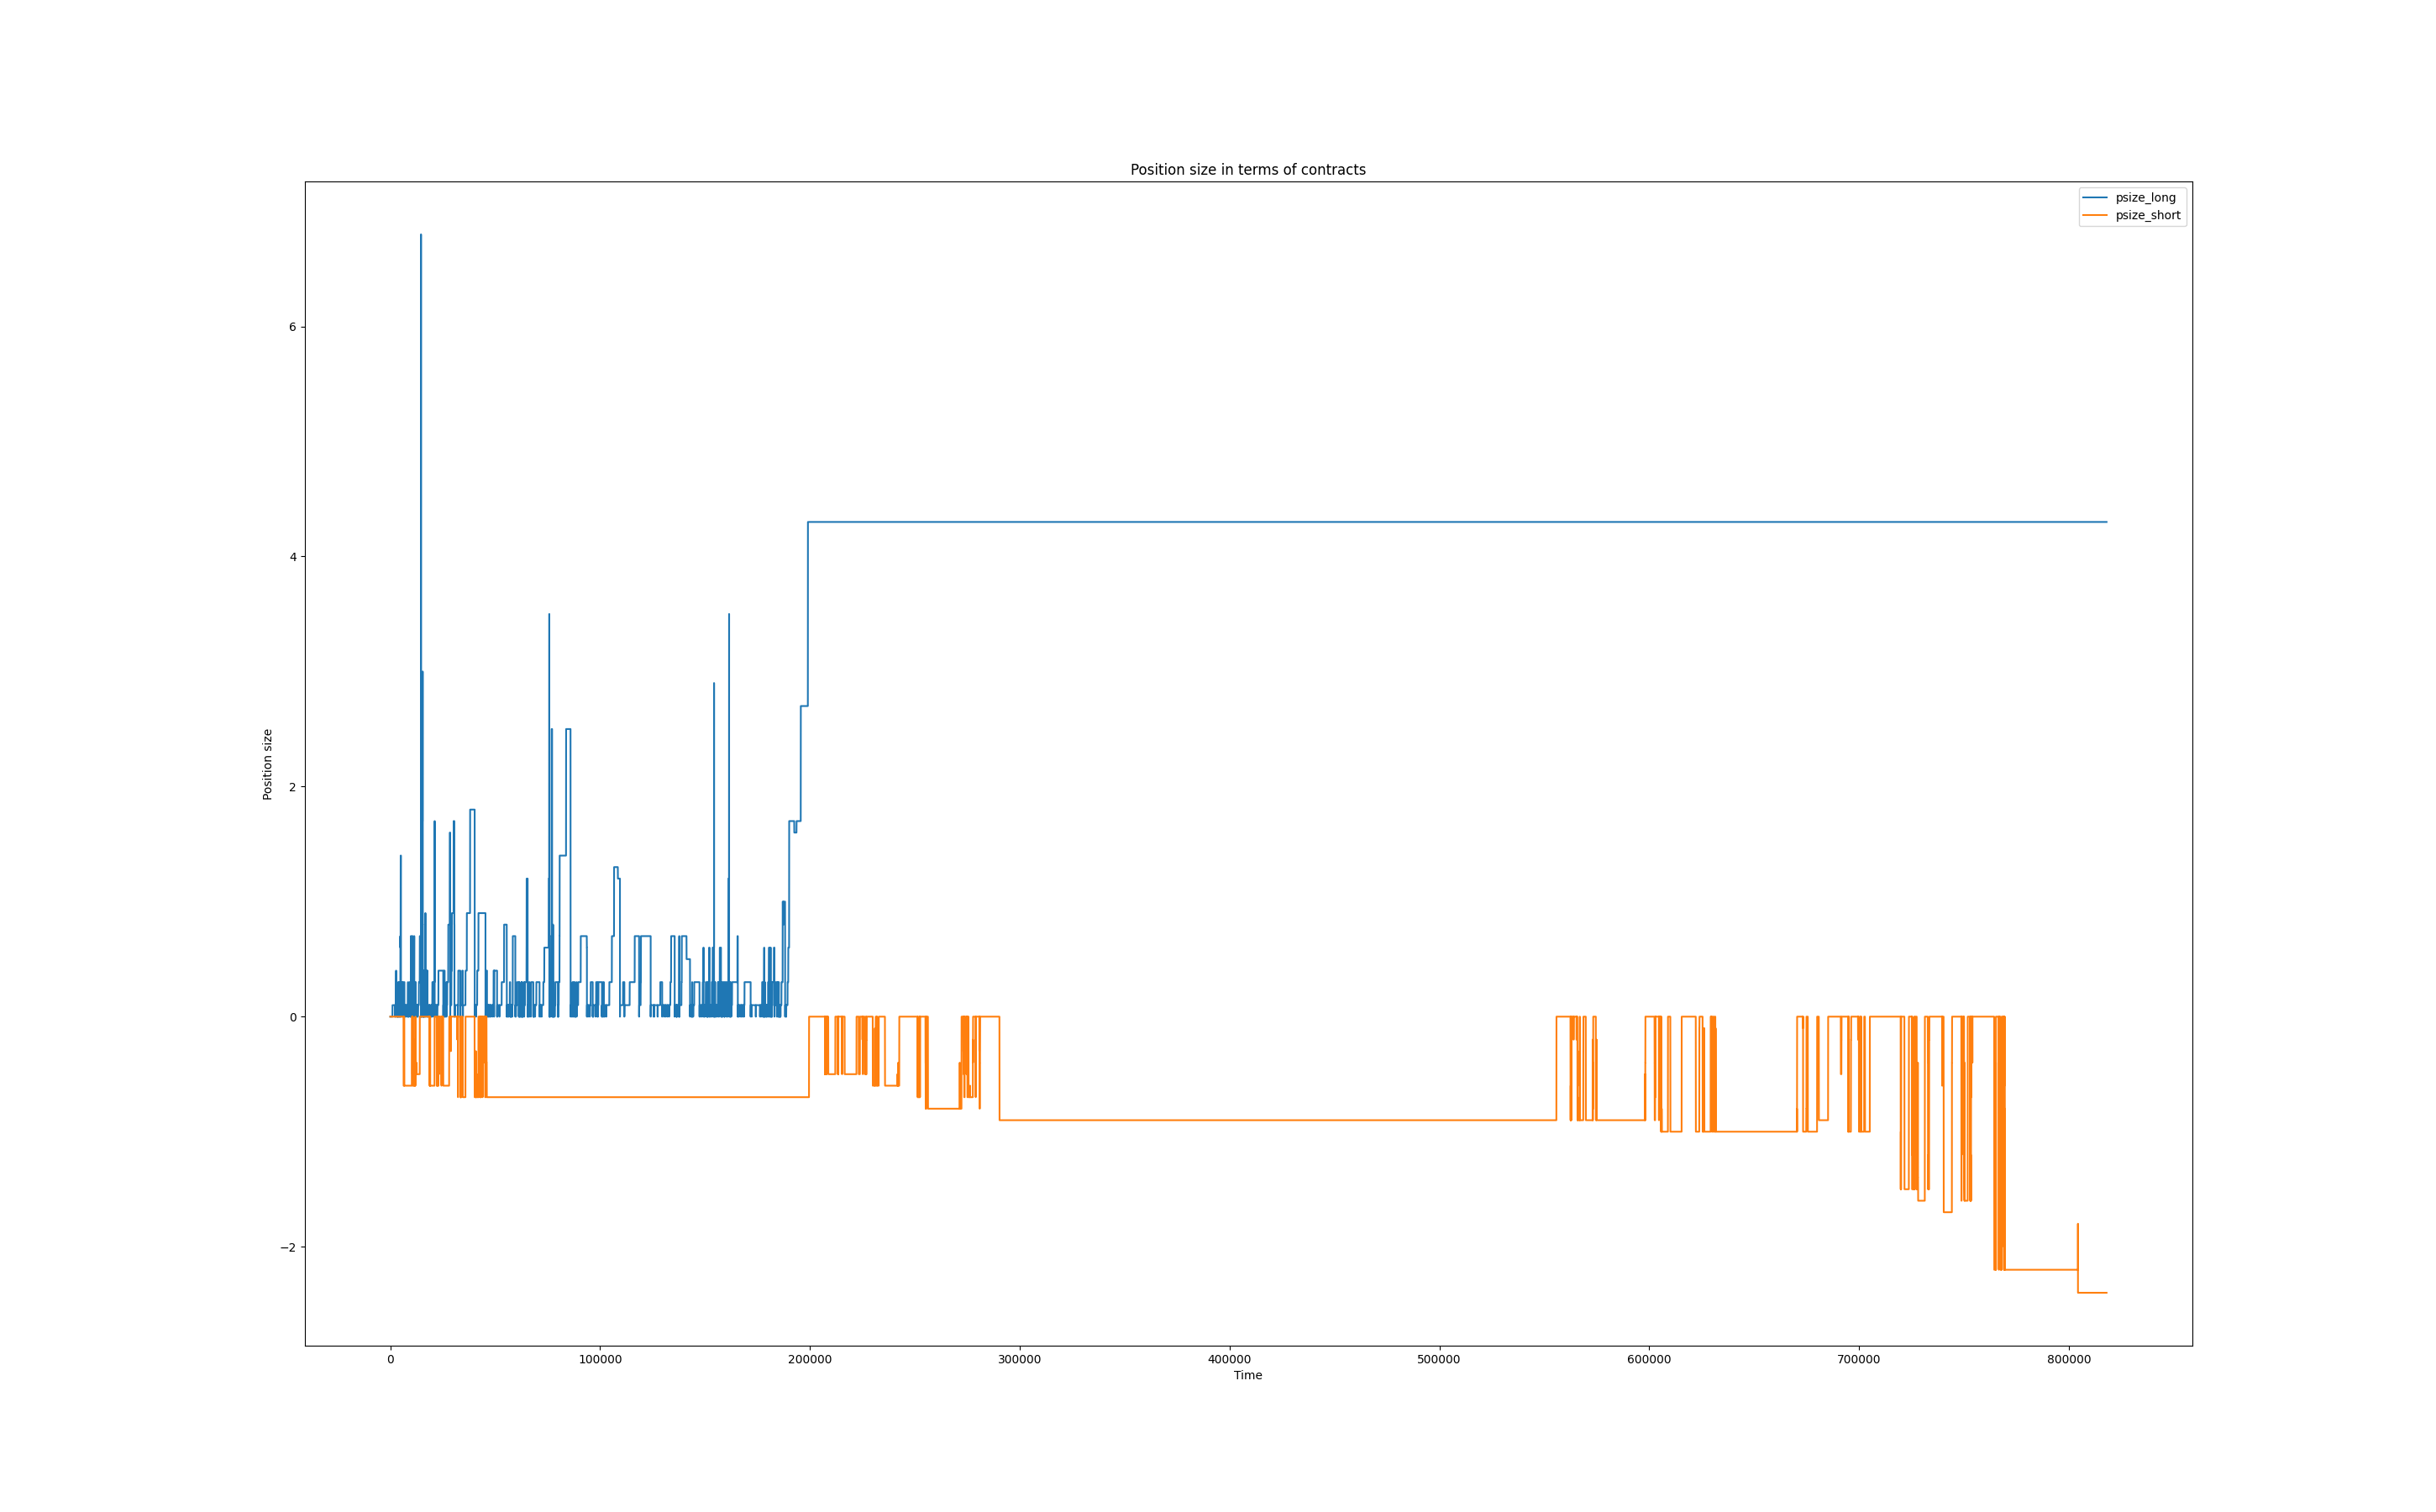 Position size in terms of contracts
psize_long
psize_short
6
4
2
0
−2
Position size
0
100000
200000
300000
400000
500000
600000
700000
800000
Time